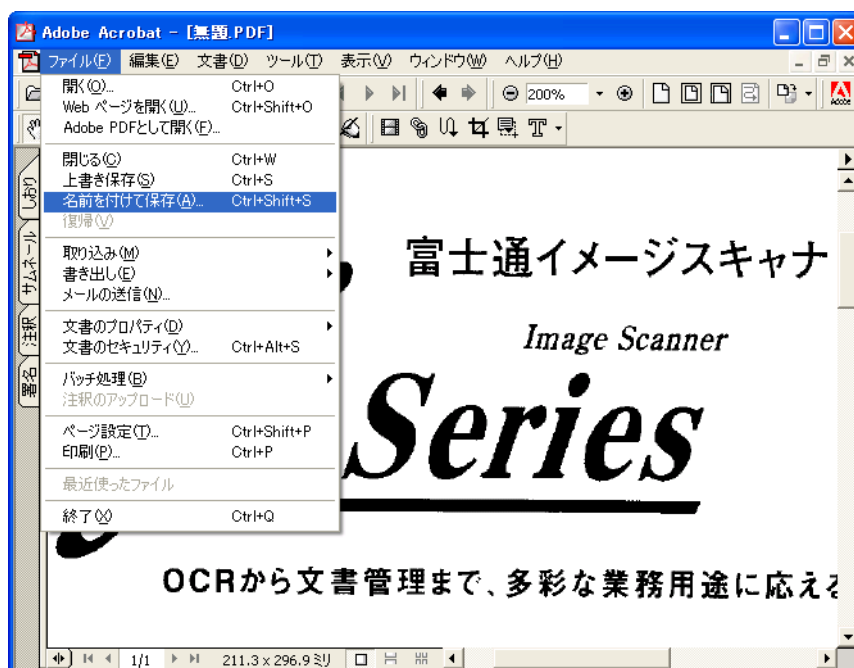 Adobe Acrobat - [無題.PDF]
ファイル(F) 編集(E) 文書(D) ツール(T) 表示(V) ウィンドウ(W) ヘルプ(H)
開く(O)... Ctrl+O
Web ページを開く(U)... Ctrl+Shift+O
Adobe PDFとして開く(F)...
200%
閉じる(C) Ctrl+W
上書き保存(S) Ctrl+S
名前を付けて保存(A)... Ctrl+Shift+S
復帰(V)
取り込み(M)
書き出し(E)
メールの送信(N)...
文書のプロパティ(D)
文書のセキュリティ(Y)... Ctrl+Alt+S
バッチ処理(B)
注釈のアップロード(U)
ページ設定(T)... Ctrl+Shift+P
印刷(P)... Ctrl+P
最近使ったファイル
終了(X) Ctrl+Q
しおり
サムネール
注釈
署名
富士通イメージスキャナ
Image Scanner
Series
OCRから文書管理まで、多彩な業務用途に応える
1/1 211.3 x 296.9 ミリ
Adobe